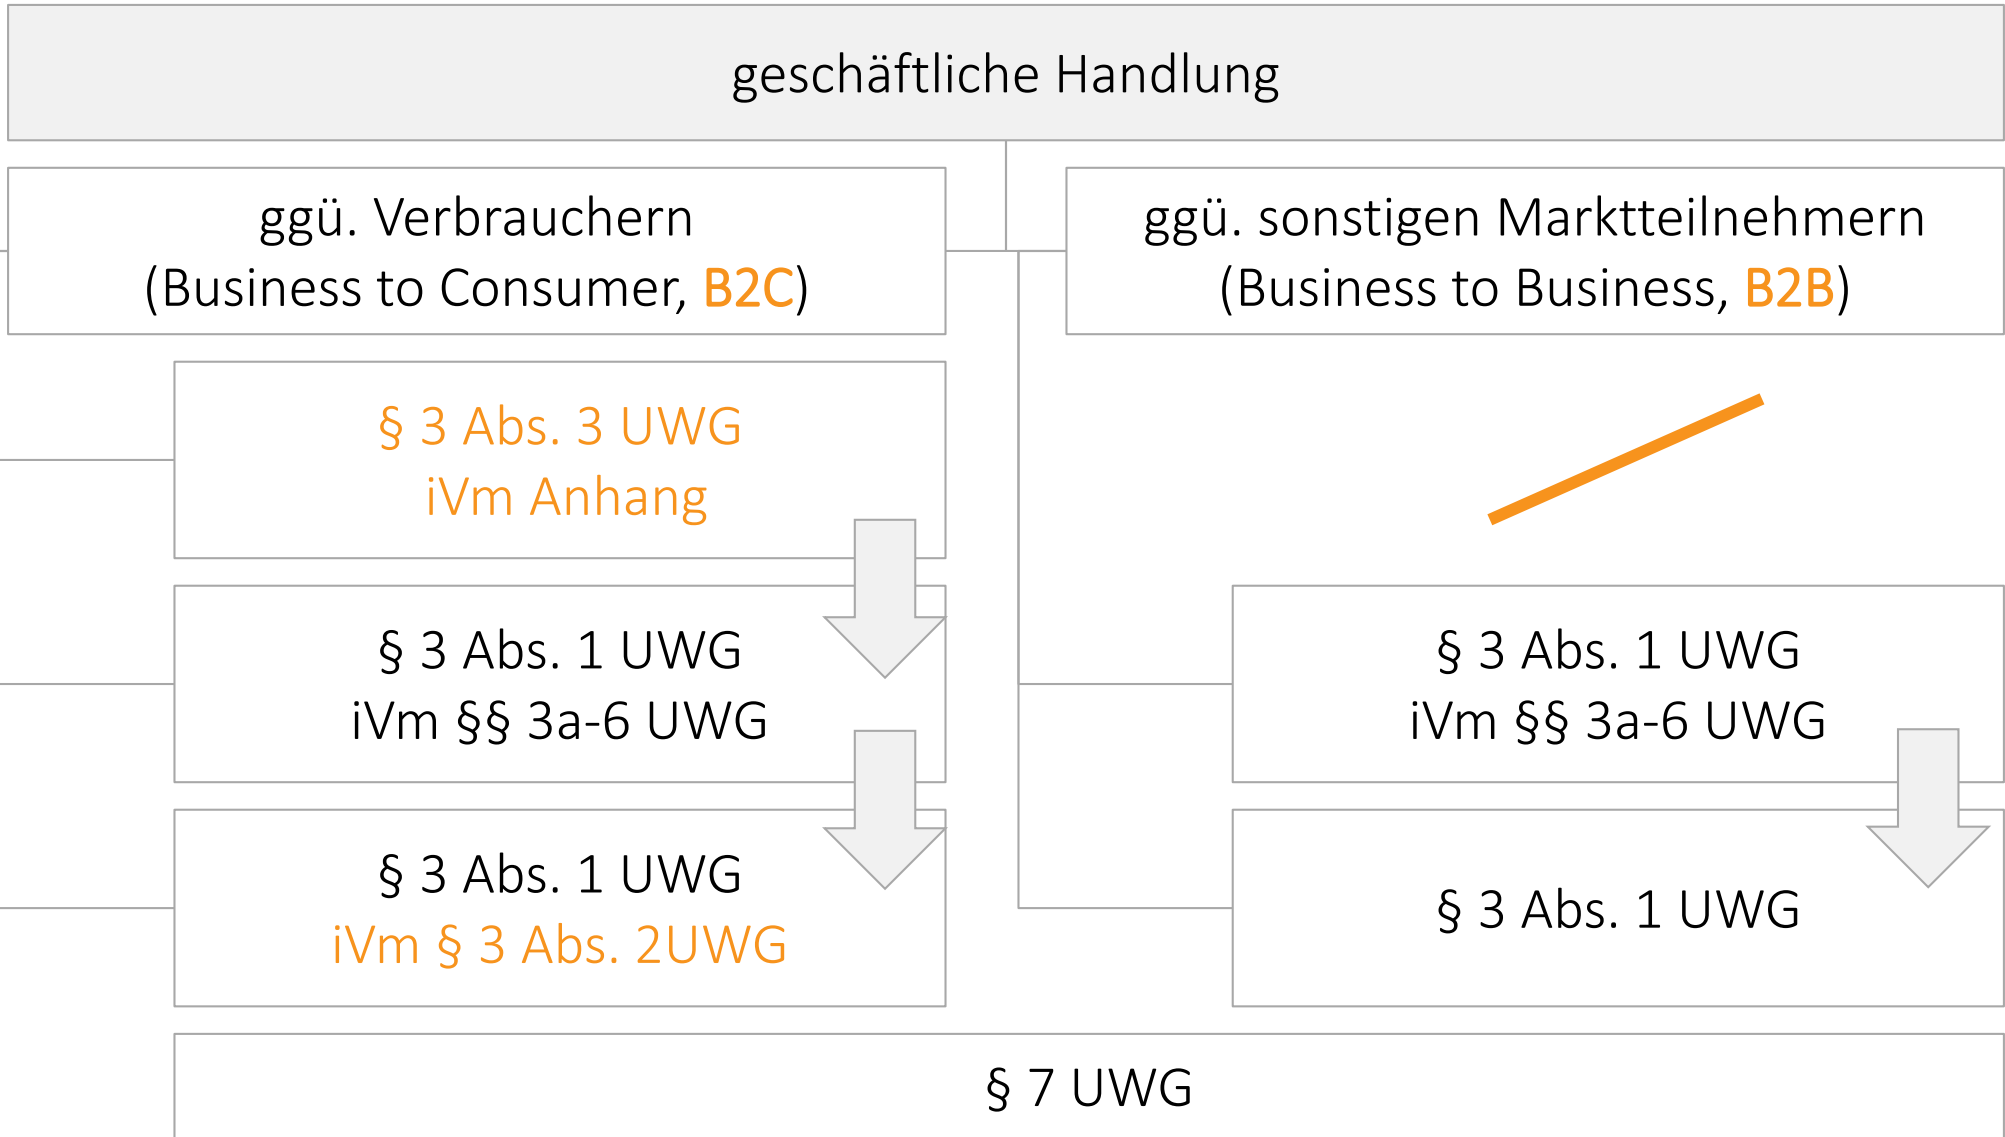 geschäftliche Handlung
ggü. Verbrauchern
(Business to Consumer, B2C)
ggü. sonstigen Marktteilnehmern
(Business to Business, B2B)
§ 3 Abs. 3 UWG
iVm Anhang
§ 3 Abs. 1 UWG
iVm §§ 3a-6 UWG
§ 3 Abs. 1 UWG
iVm §§ 3a-6 UWG
§ 3 Abs. 1 UWG
iVm § 3 Abs. 2UWG
§ 3 Abs. 1 UWG
§ 7 UWG